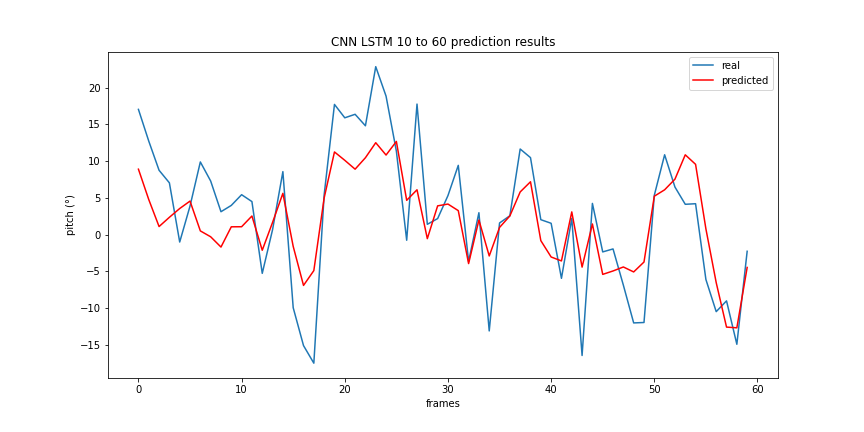 CNN LSTM 10 to 60 prediction results
real
predicted
20
15
10
5
0
−5
−10
−15
pitch (°)
0 10 20 30 40 50 60
frames